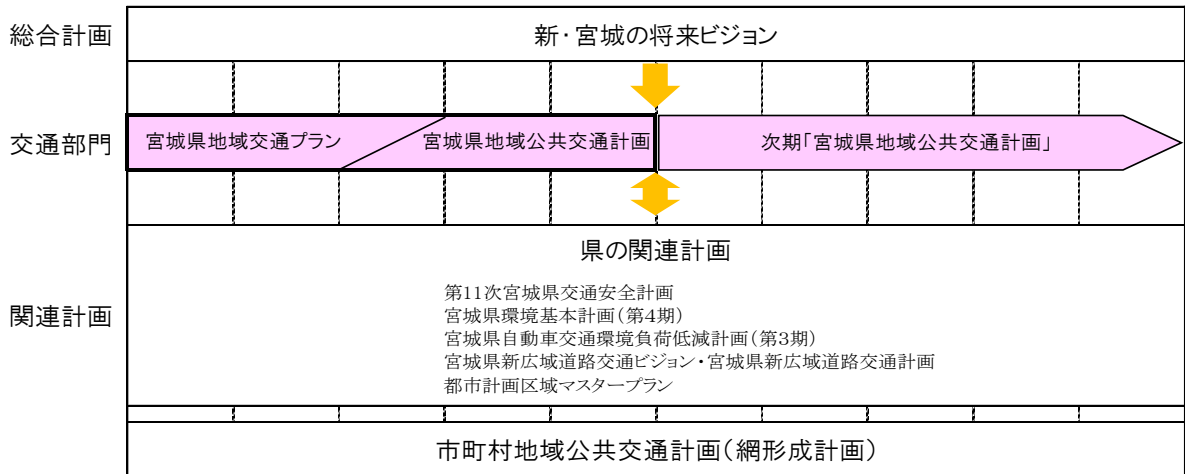 総合計画
新・宮城の将来ビジョン
交通部門
宮城県地域交通プラン
宮城県地域公共交通計画
次期「宮城県地域公共交通計画」
関連計画
県の関連計画
第11次宮城県交通安全計画
宮城県環境基本計画(第4期)
宮城県自動車交通環境負荷低減計画(第3期)
宮城県新広域道路交通ビジョン・宮城県新広域道路交通計画
都市計画区域マスタープラン
市町村地域公共交通計画(網形成計画)